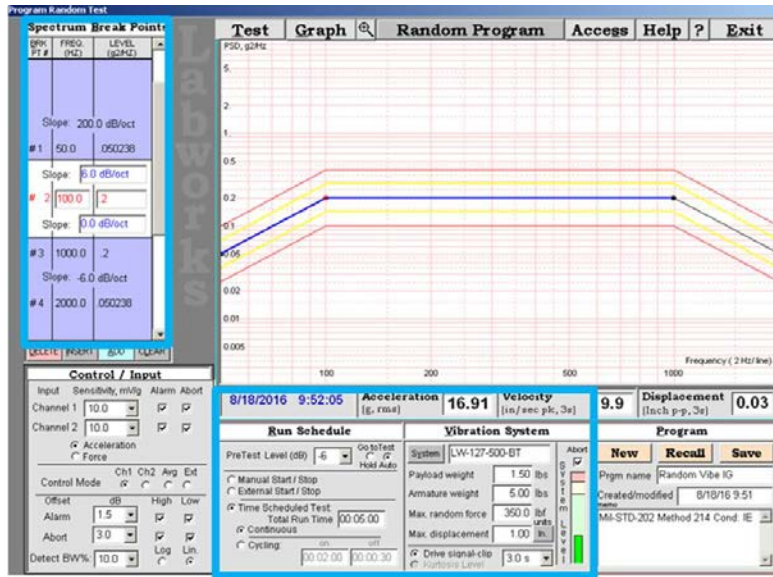 Program Random Test
Spectrum Break Points
BRK PT # FREQ. (HZ) LEVEL (g2/HZ)
Slope: 200.0 dB/oct
#1 50.0 .050238
Slope: 6.0 dB/oct
# 2 100.0 .2
Slope: 0.0 dB/oct
#3 1000.0 .2
Slope: -6.0 dB/oct
#4 2000.0 .050238
DELETE INSERT ADD CLEAR
Labworks
Test Graph Random Program Access Help ? Exit
PSD, g2/Hz
5.
2.
1.
0.5
0.2
0.1
0.05
0.02
0.01
0.005
Frequency ( 2 Hz/line)
100 200 500 1000
8/18/2016 9:52:05 Acceleration (g, rms) 16.91 Velocity (in/sec pk, 3s) 9.9 Displacement (Inch p-p, 3s) 0.03
Control / Input
Input Sensitivity, mV/g Alarm Abort
Channel 1 10.0
Channel 2 10.0
Acceleration
Force
Ch1 Ch2 Avg Ext
Control Mode
Offset dB High Low
Alarm 1.5
Abort 3.0
Log Lin.
Detect BW%: 10.0
Run Schedule
PreTest Level (dB) -6 Go to Test
Hold Auto
Manual Start / Stop
External Start / Stop
Time Scheduled Test:
Total Run Time 00:05:00
Continuous
Cycling: on off
00:02:00 00:00:30
Vibration System
System LW-127-500-BT Abort
Payload weight 1.50 lbs
Armature weight 5.00 lbs
Max. random force 350.0 lbf
units
Max. displacement 1.00 In.
Drive signal-clip 3.0 s
Kurtosis Level
System Level
Program
New Recall Save
Prgm name Random Vibe IG
Created/modified 8/18/16 9:51
memo
Mil-STD-202 Method 214 Cond: IE